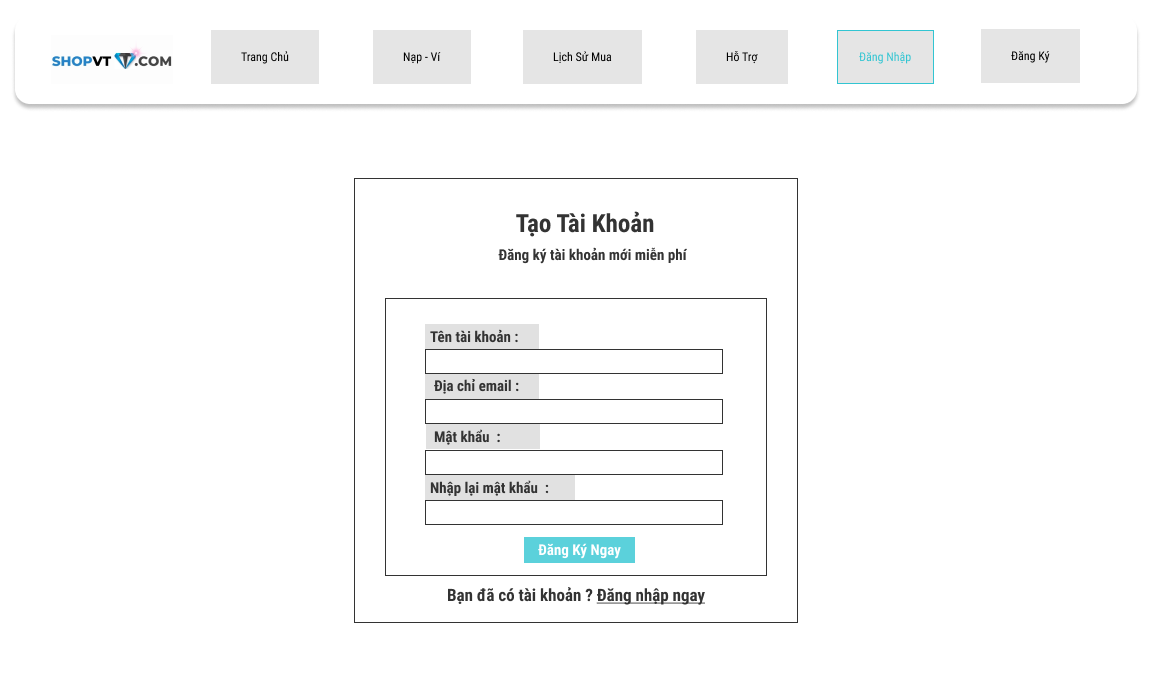 SHOPVT.COM
Trang Chủ
Nạp - Ví
Lịch Sử Mua
Hỗ Trợ
Đăng Nhập
Đăng Ký
Tạo Tài Khoản
Đăng ký tài khoản mới miễn phí
Tên tài khoản :
Địa chỉ email :
Mật khẩu :
Nhập lại mật khẩu :
Đăng Ký Ngay
Bạn đã có tài khoản ? Đăng nhập ngay